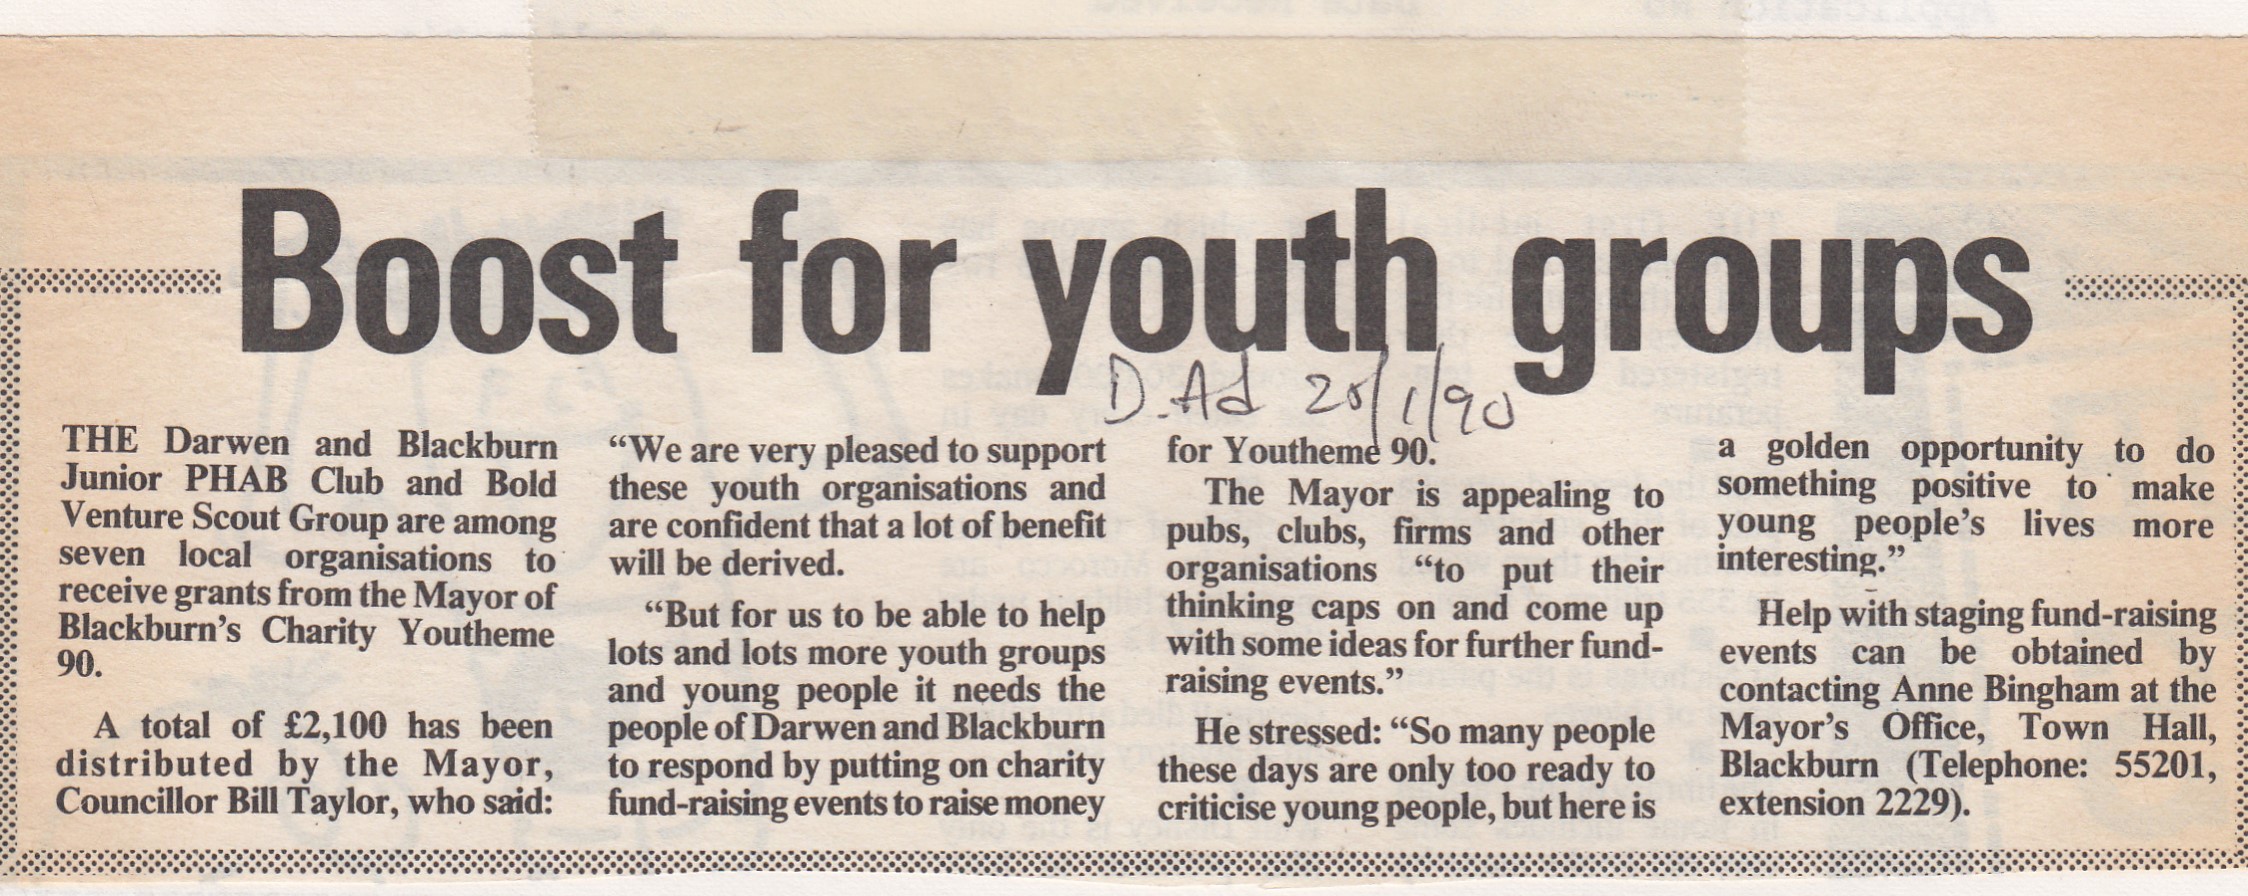 Boost for youth groups
D. Ad 25/1/90
THE Darwen and Blackburn
Junior PHAB Club and Bold
Venture Scout Group are among
seven local organisations to
receive grants from the Mayor of
Blackburn's Charity Youtheme
90.
A total of £2,100 has been
distributed by the Mayor,
Councillor Bill Taylor, who said:
“We are very pleased to support
these youth organisations and
are confident that a lot of benefit
will be derived.
“But for us to be able to help
lots and lots more youth groups
and young people it needs the
people of Darwen and Blackburn
to respond by putting on charity
fund-raising events to raise money
for Youtheme 90.
The Mayor is appealing to
pubs, clubs, firms and other
organisations “to put their
thinking caps on and come up
with some ideas for further fund-
raising events.”
He stressed: “So many people
these days are only too ready to
criticise young people, but here is
a golden opportunity to do
something positive to make
young people's lives more
interesting.”
Help with staging fund-raising
events can be obtained by
contacting Anne Bingham at the
Mayor's Office, Town Hall,
Blackburn (Telephone: 55201,
extension 2229).